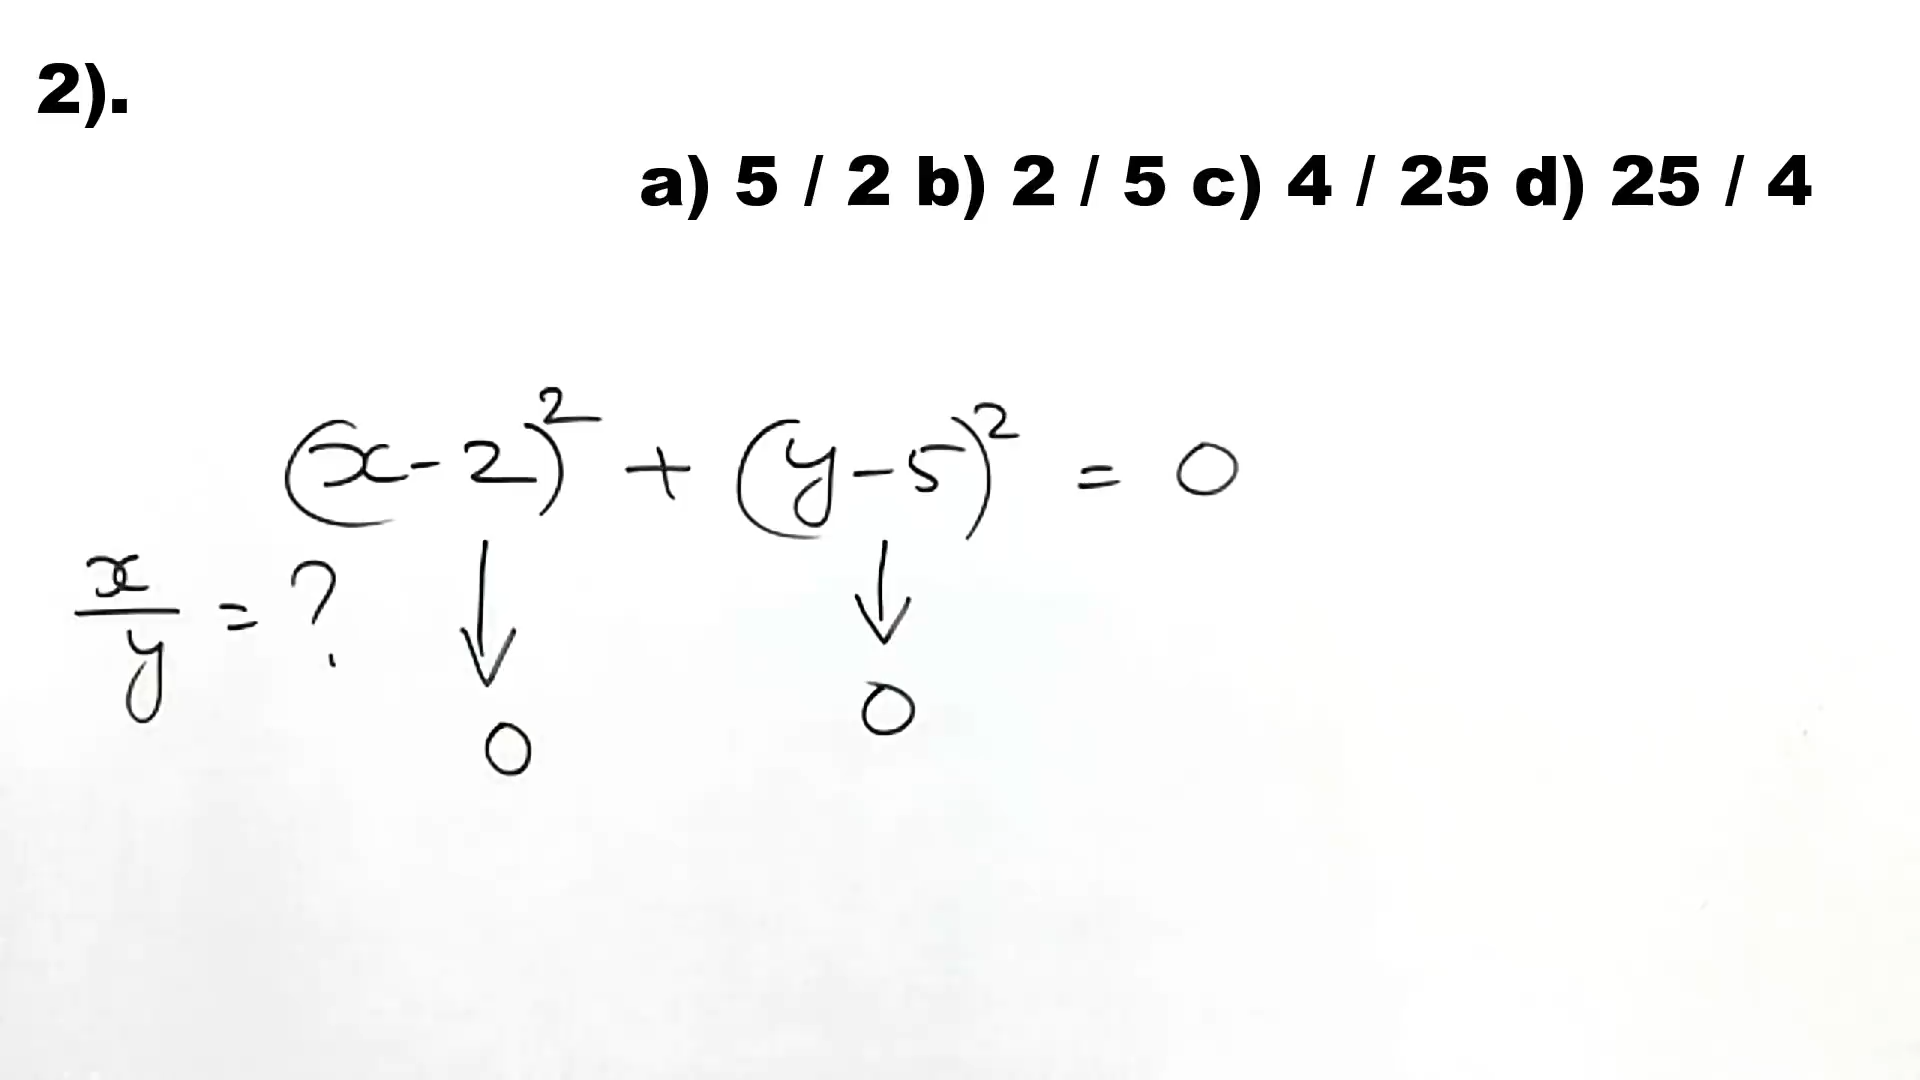 2).
a) 5 / 2 b) 2 / 5 c) 4 / 25 d) 25 / 4
(x-2)² + (y-5)² = 0
x/y = ?
↓ ↓
0 0